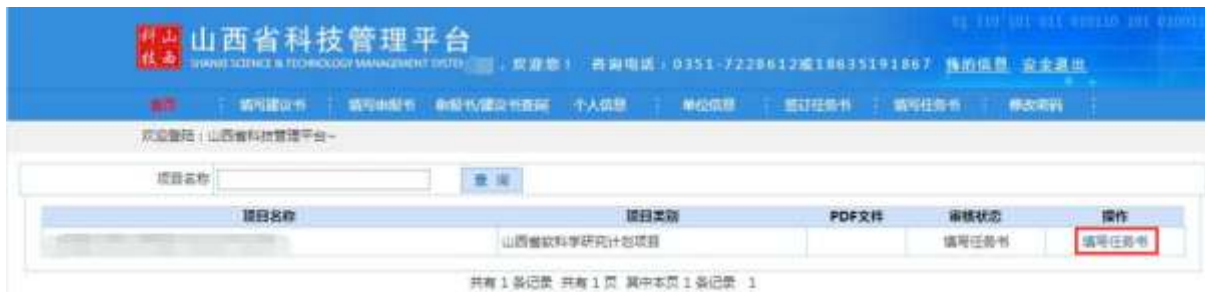 山西科技 山西省科技管理平台
SHANXI SCIENCE & TECHNOLOGY MANAGEMENT SYSTE
，欢迎您！ 咨询电话：0351-7228612或18635191867 我的信息 安全退出
首页 填写建议书 填写申报书 申报书/建议书查询 个人信息 单位信息 签订任务书 填写任务书 修改密码
欢迎登陆：山西省科技管理平台~
项目名称 查 询
项目名称 项目类别 PDF文件 审核状态 操作
山西省软科学研究计划项目 填写任务书 填写任务书
共有 1 条记录 共有 1 页 其中本页 1 条记录 1